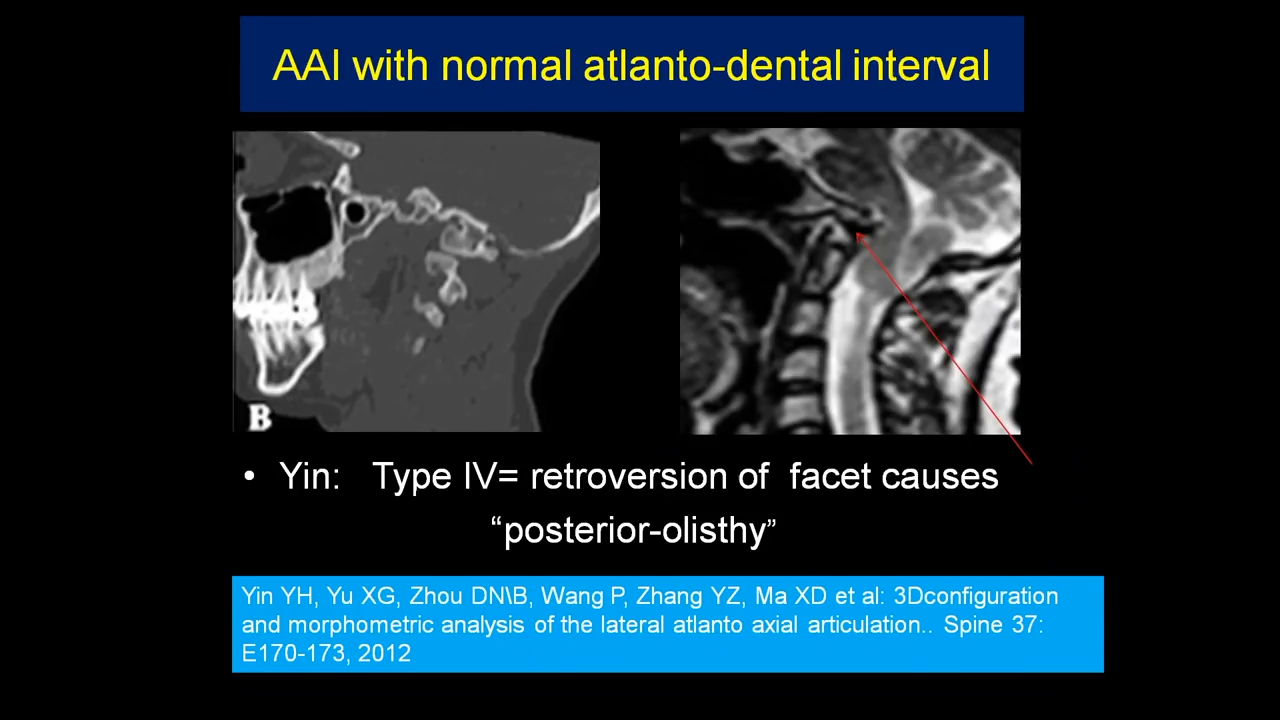 AAI with normal atlanto-dental interval
B
• Yin: Type IV= retroversion of facet causes
“posterior-olisthy”
Yin YH, Yu XG, Zhou DN\B, Wang P, Zhang YZ, Ma XD et al: 3Dconfiguration
and morphometric analysis of the lateral atlanto axial articulation.. Spine 37:
E170-173, 2012